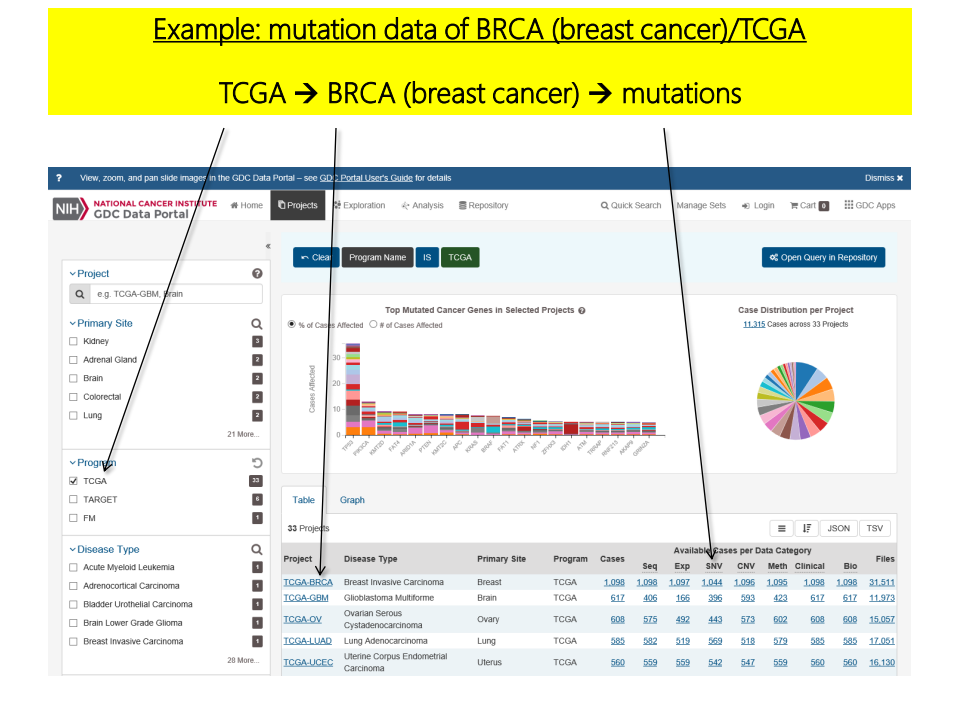 Example: mutation data of BRCA (breast cancer)/TCGA
TCGA → BRCA (breast cancer) → mutations
? View, zoom, and pan slide images in the GDC Data Portal – see GDC Portal User's Guide for details Dismiss ✖
NIH NATIONAL CANCER INSTITUTE
GDC Data Portal
Home Projects Exploration Analysis Repository Quick Search Manage Sets Login Cart 0 GDC Apps
«
Clear Program Name IS TCGA Open Query in Repository
Project ?
e.g. TCGA-GBM, Brain
Primary Site
Kidney 3
Adrenal Gland 2
Brain 2
Colorectal 2
Lung 2
21 More...
Program
TCGA 33
TARGET 6
FM 1
Disease Type
Acute Myeloid Leukemia 1
Adrenocortical Carcinoma 1
Bladder Urothelial Carcinoma 1
Brain Lower Grade Glioma 1
Breast Invasive Carcinoma 1
28 More...
Top Mutated Cancer Genes in Selected Projects ?
% of Cases Affected # of Cases Affected
Cases Affected
30
20
10
0
TP53 PIK3CA KMT2D FAT4 ARID1A PTEN KMT2C APC KRAS BRAF FAT1 ATRX NF1 ZFHX3 IDH1 ATM TRRAP RNF213 AKAP9 GRIN2A
Case Distribution per Project
11,315 Cases across 33 Projects
Table Graph
33 Projects JSON TSV
Project Disease Type Primary Site Program Cases Available Cases per Data Category Files
Seq Exp SNV CNV Meth Clinical Bio
TCGA-BRCA Breast Invasive Carcinoma Breast TCGA 1,098 1,098 1,097 1,044 1,096 1,095 1,098 1,098 31,511
TCGA-GBM Glioblastoma Multiforme Brain TCGA 617 406 166 396 593 423 617 617 11,973
TCGA-OV Ovarian Serous Cystadenocarcinoma Ovary TCGA 608 575 492 443 573 602 608 608 15,057
TCGA-LUAD Lung Adenocarcinoma Lung TCGA 585 582 519 569 518 579 585 585 17,051
TCGA-UCEC Uterine Corpus Endometrial Carcinoma Uterus TCGA 560 559 559 542 547 559 560 560 16,130